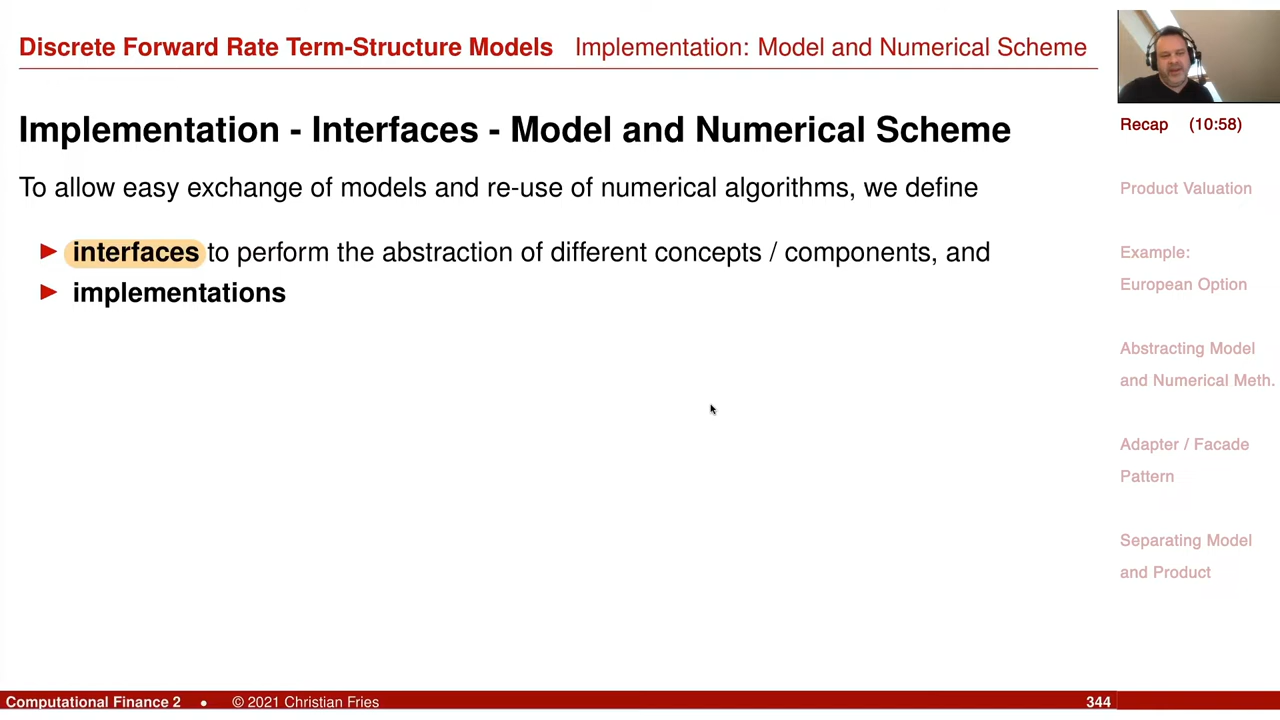 Discrete Forward Rate Term-Structure Models Implementation: Model and Numerical Scheme
Implementation - Interfaces - Model and Numerical Scheme
To allow easy exchange of models and re-use of numerical algorithms, we define
► interfaces to perform the abstraction of different concepts / components, and
► implementations
Recap (10:58)
Product Valuation
Example:
European Option
Abstracting Model
and Numerical Meth.
Adapter / Facade
Pattern
Separating Model
and Product
Computational Finance 2 • © 2021 Christian Fries 344